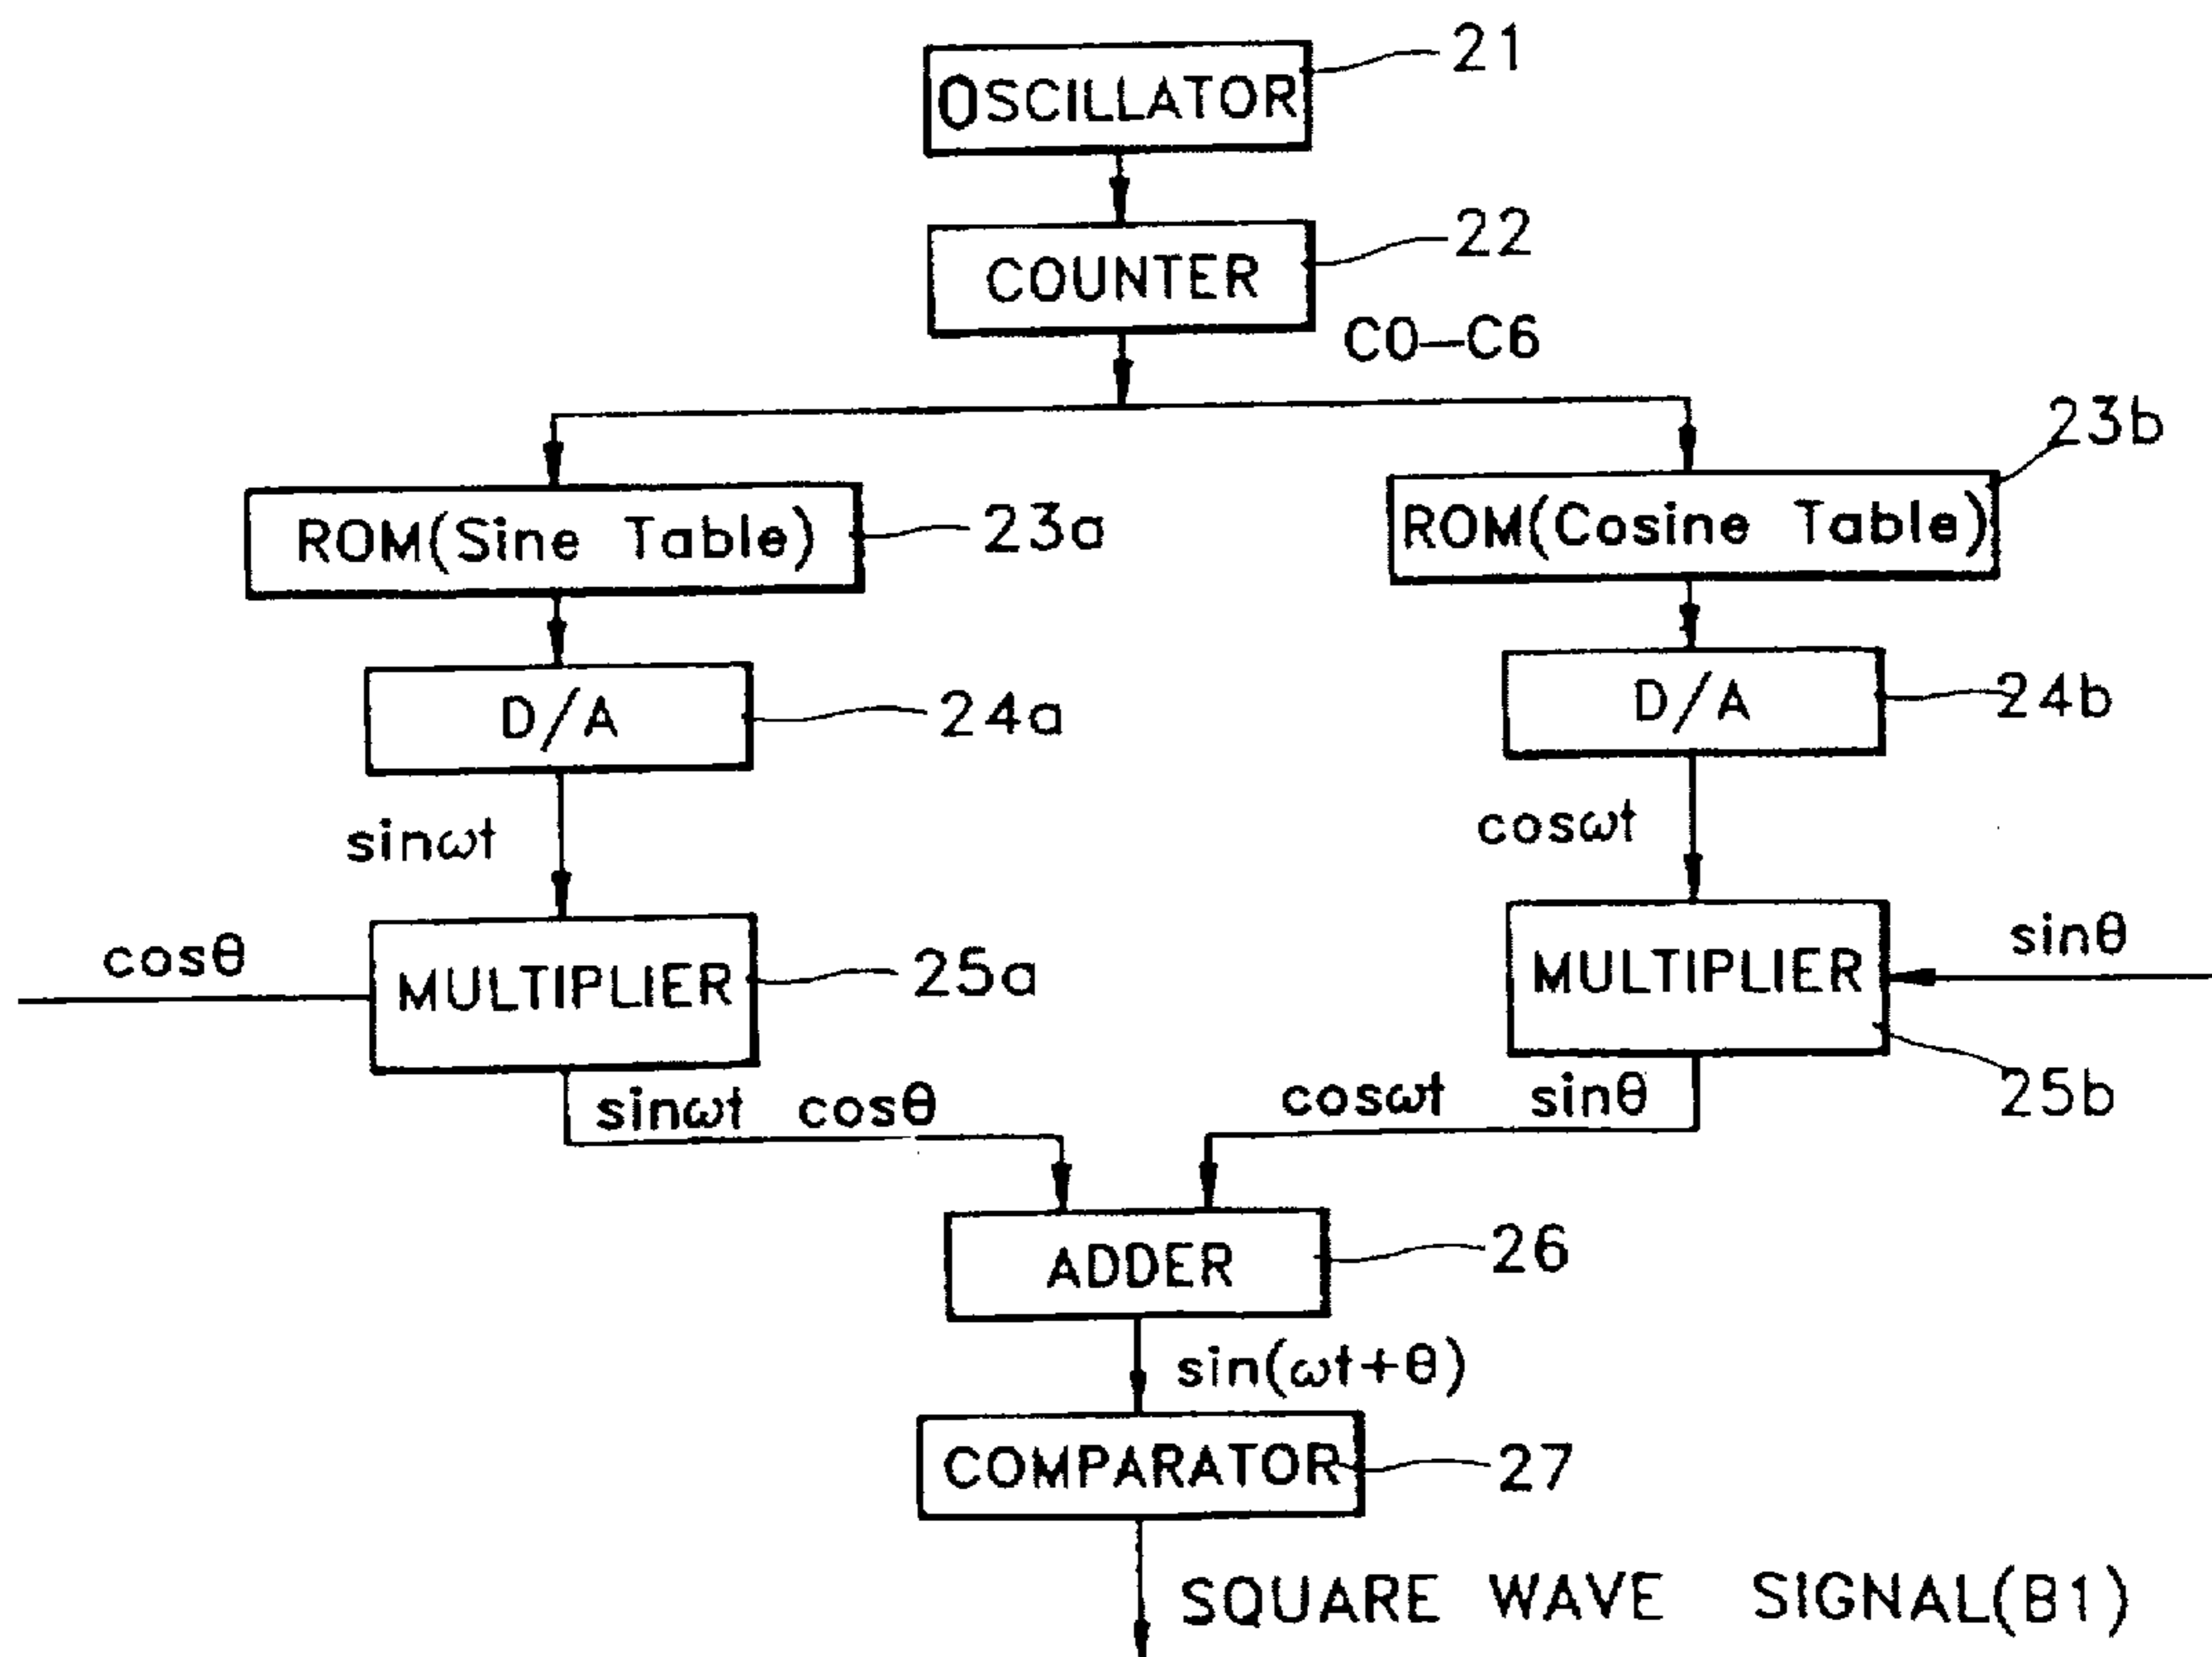 21
OSCILLATOR
22
COUNTER
C0—C6
23b
ROM(Sine Table)
23a
ROM(Cosine Table)
D/A
24a
D/A
24b
sinωt
cosωt
cosθ
MULTIPLIER
25a
MULTIPLIER
sinθ
25b
sinωt cosθ
cosωt sinθ
ADDER
26
sin(ωt+θ)
COMPARATOR
27
SQUARE WAVE SIGNAL(B1)